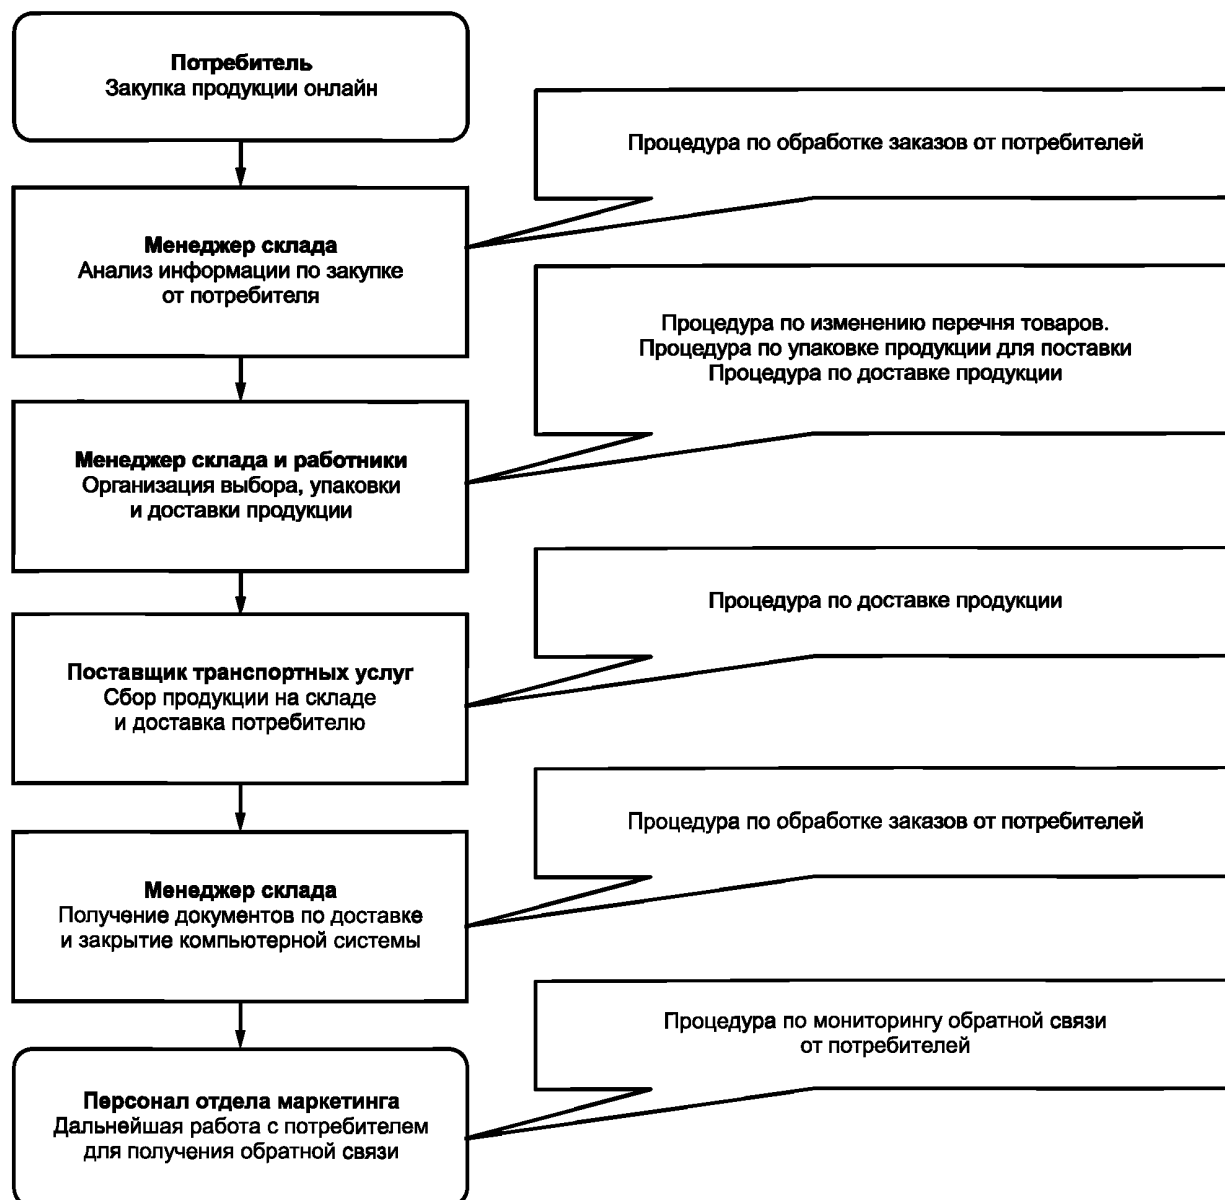 Потребитель
Закупка продукции онлайн
Процедура по обработке заказов от потребителей
Менеджер склада
Анализ информации по закупке
от потребителя
Процедура по изменению перечня товаров.
Процедура по упаковке продукции для поставки
Процедура по доставке продукции
Менеджер склада и работники
Организация выбора, упаковки
и доставки продукции
Процедура по доставке продукции
Поставщик транспортных услуг
Сбор продукции на складе
и доставка потребителю
Процедура по обработке заказов от потребителей
Менеджер склада
Получение документов по доставке
и закрытие компьютерной системы
Процедура по мониторингу обратной связи
от потребителей
Персонал отдела маркетинга
Дальнейшая работа с потребителем
для получения обратной связи